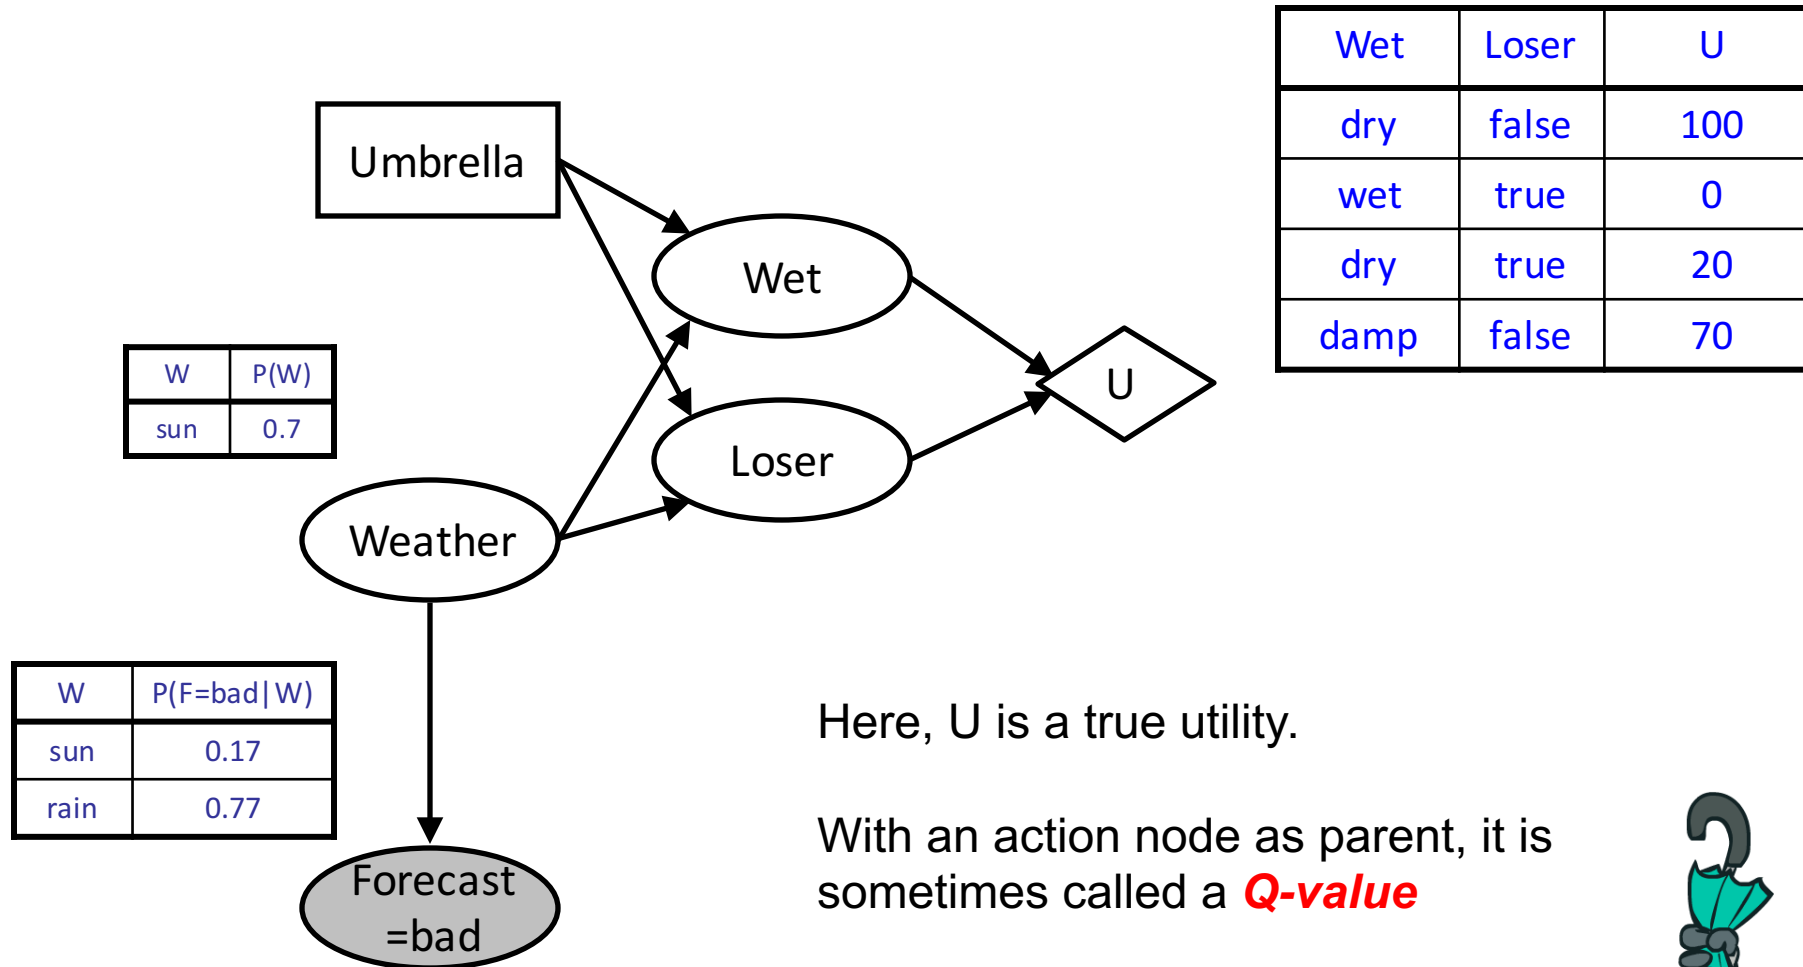 Wet Loser U
dry false 100
wet true 0
dry true 20
damp false 70
Umbrella
Wet
U
W P(W)
sun 0.7
Loser
Weather
W P(F=bad|W)
sun 0.17
rain 0.77
Forecast
=bad
Here, U is a true utility.
With an action node as parent, it is
sometimes called a Q-value